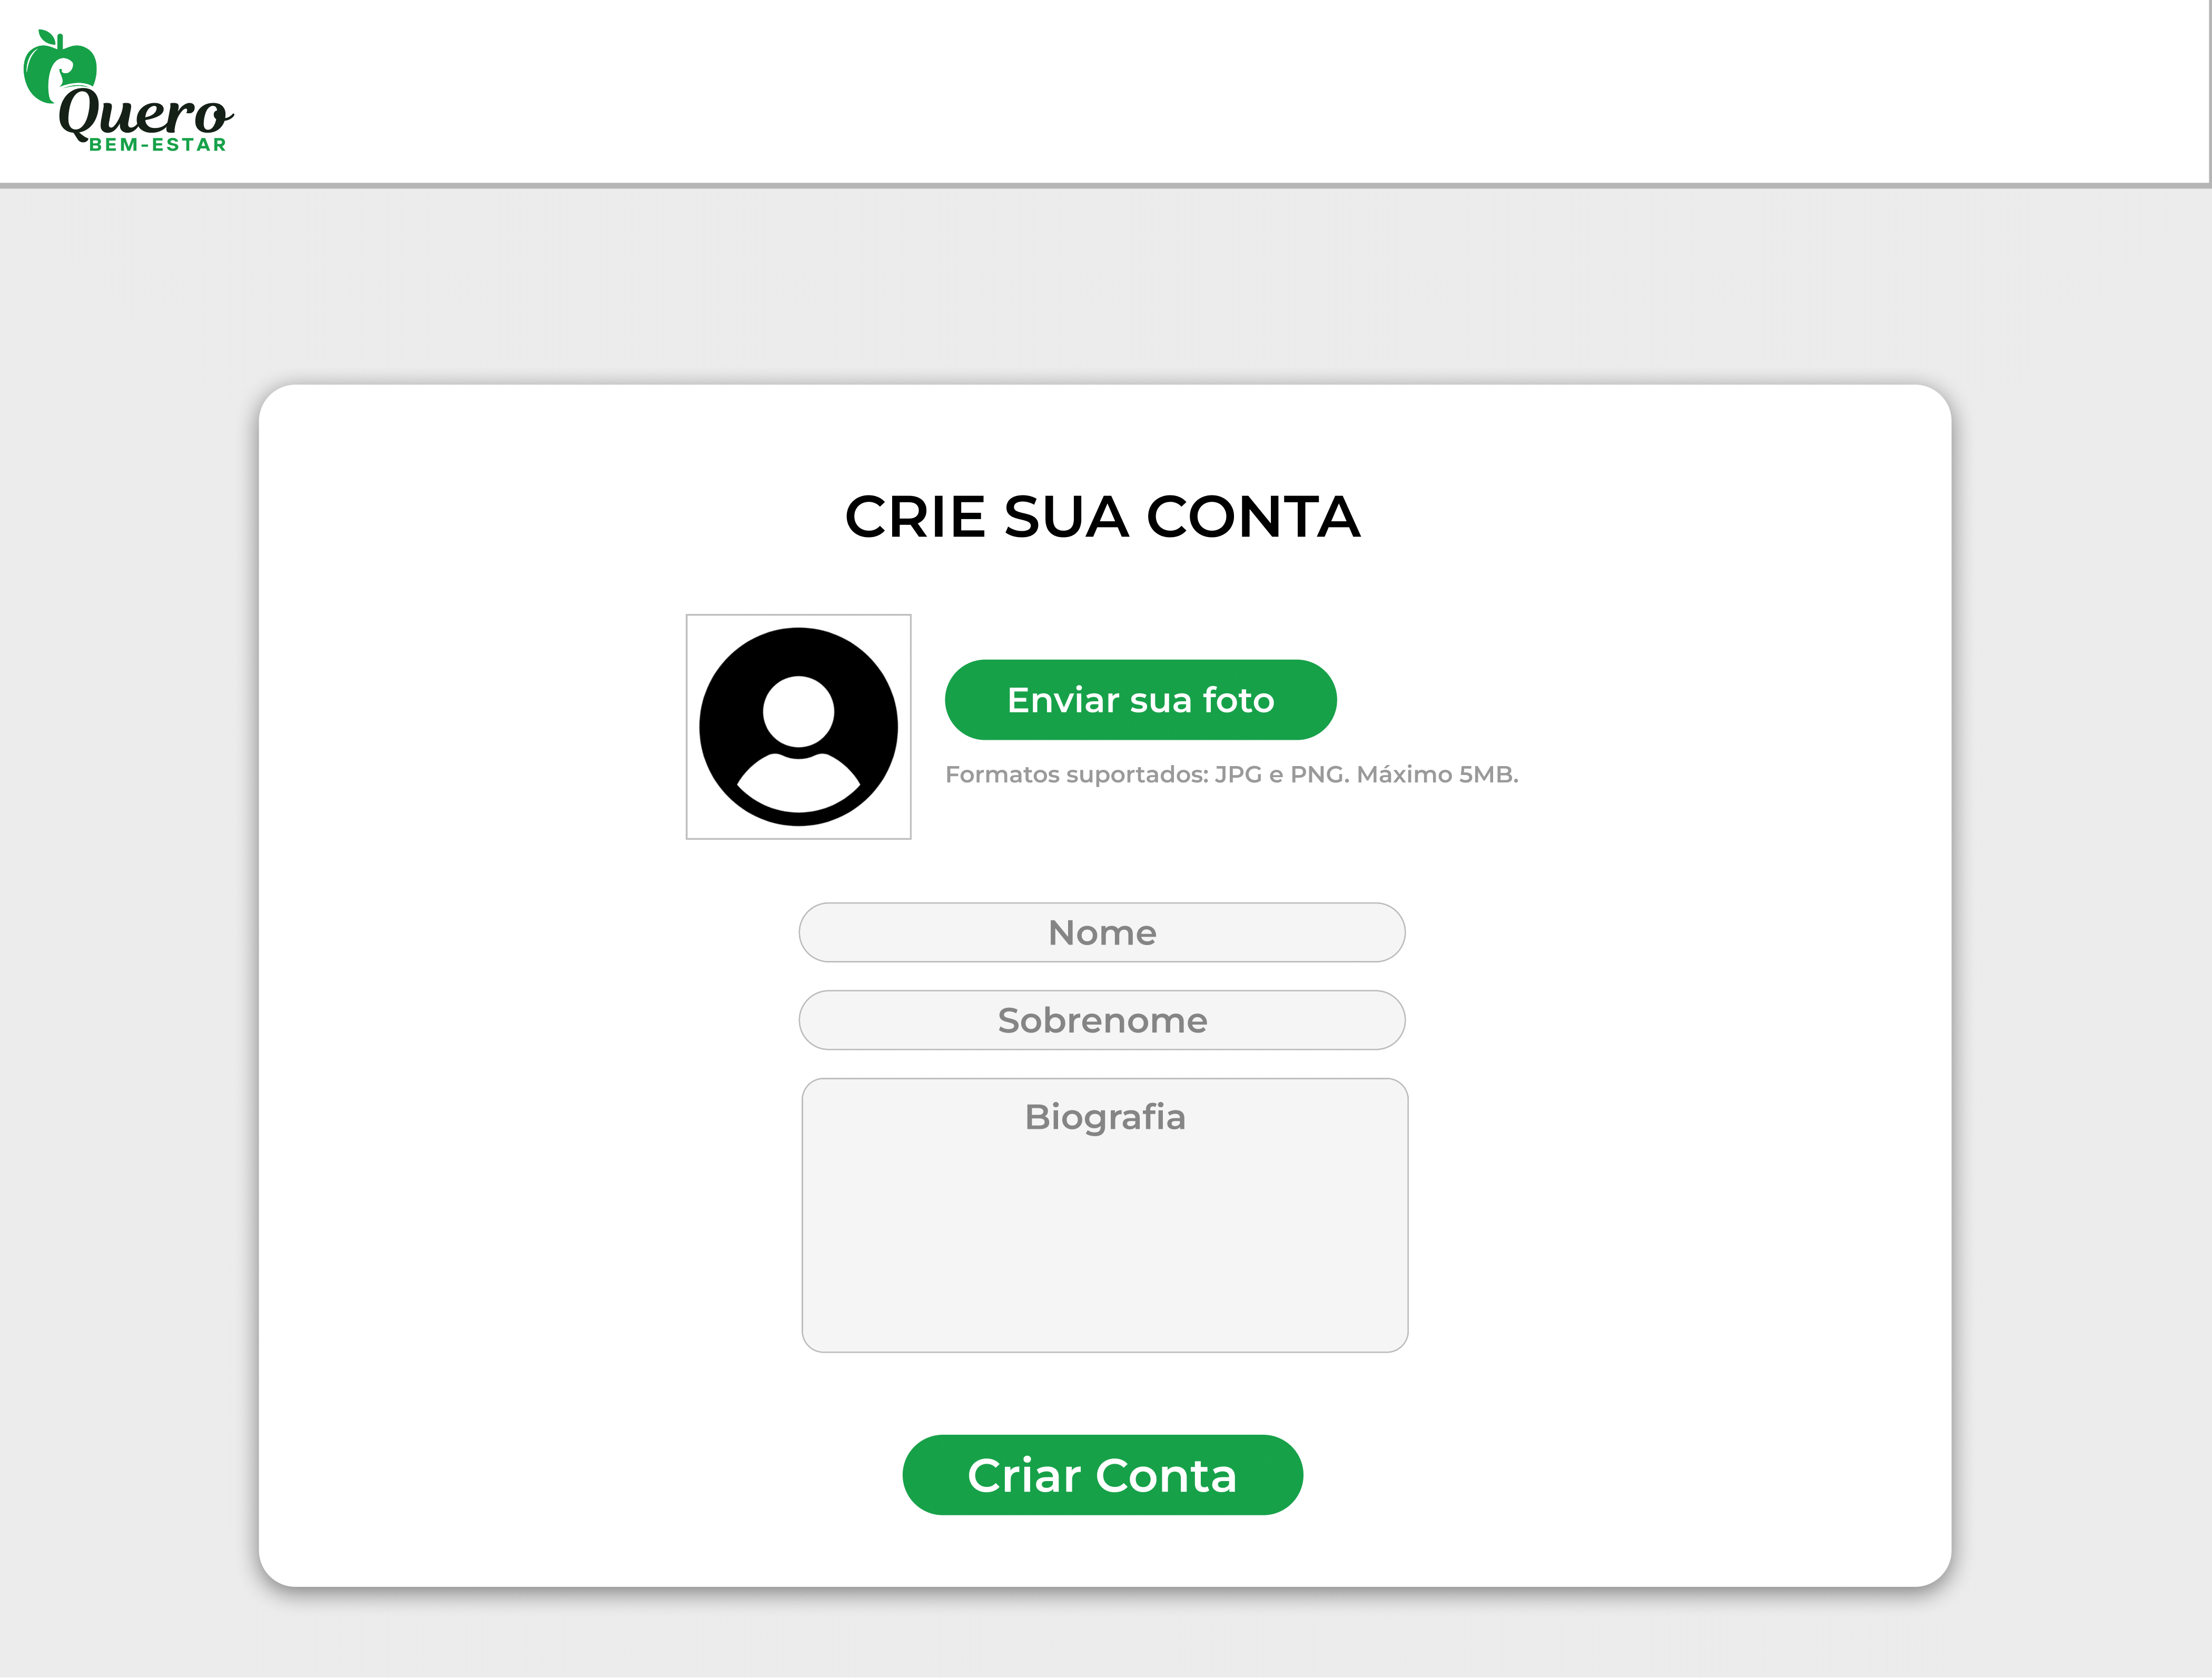 Quero
BEM-ESTAR
CRIE SUA CONTA
Enviar sua foto
Formatos suportados: JPG e PNG. Máximo 5MB.
Nome
Sobrenome
Biografia
Criar Conta